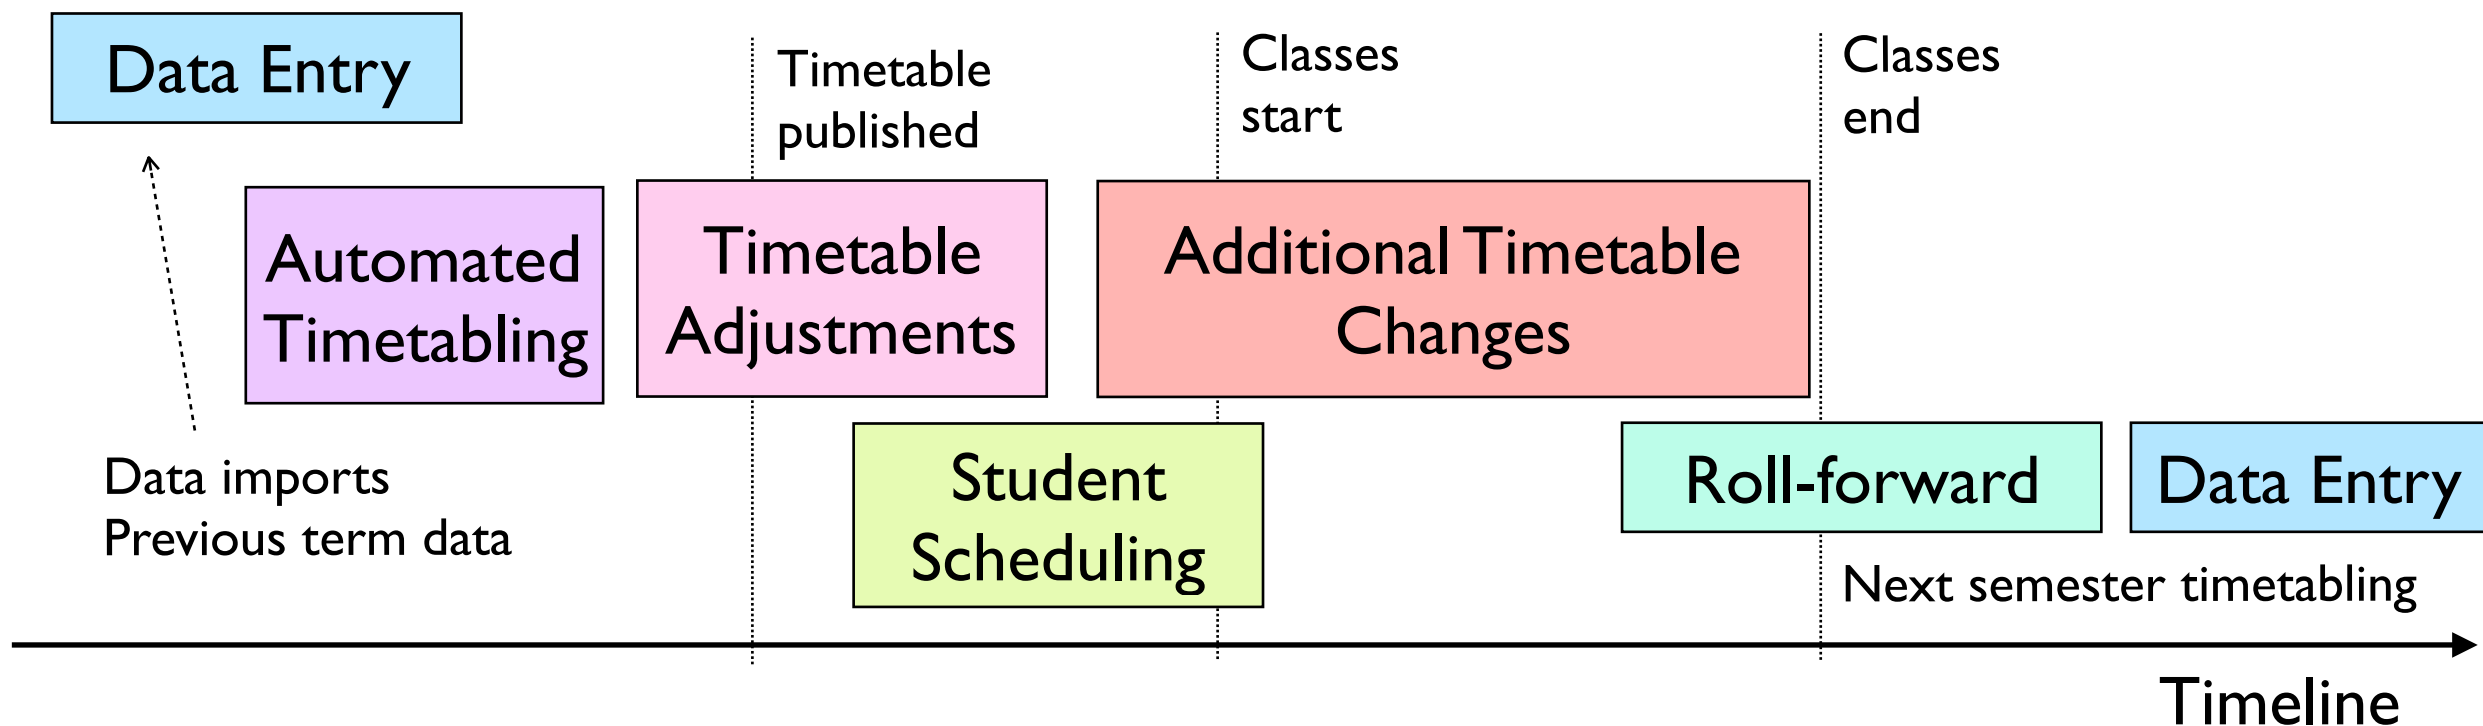 Data Entry
Timetable
published
Classes
start
Classes
end
Automated
Timetabling
Timetable
Adjustments
Additional Timetable
Changes
Data imports
Previous term data
Student
Scheduling
Roll-forward
Data Entry
Next semester timetabling
Timeline